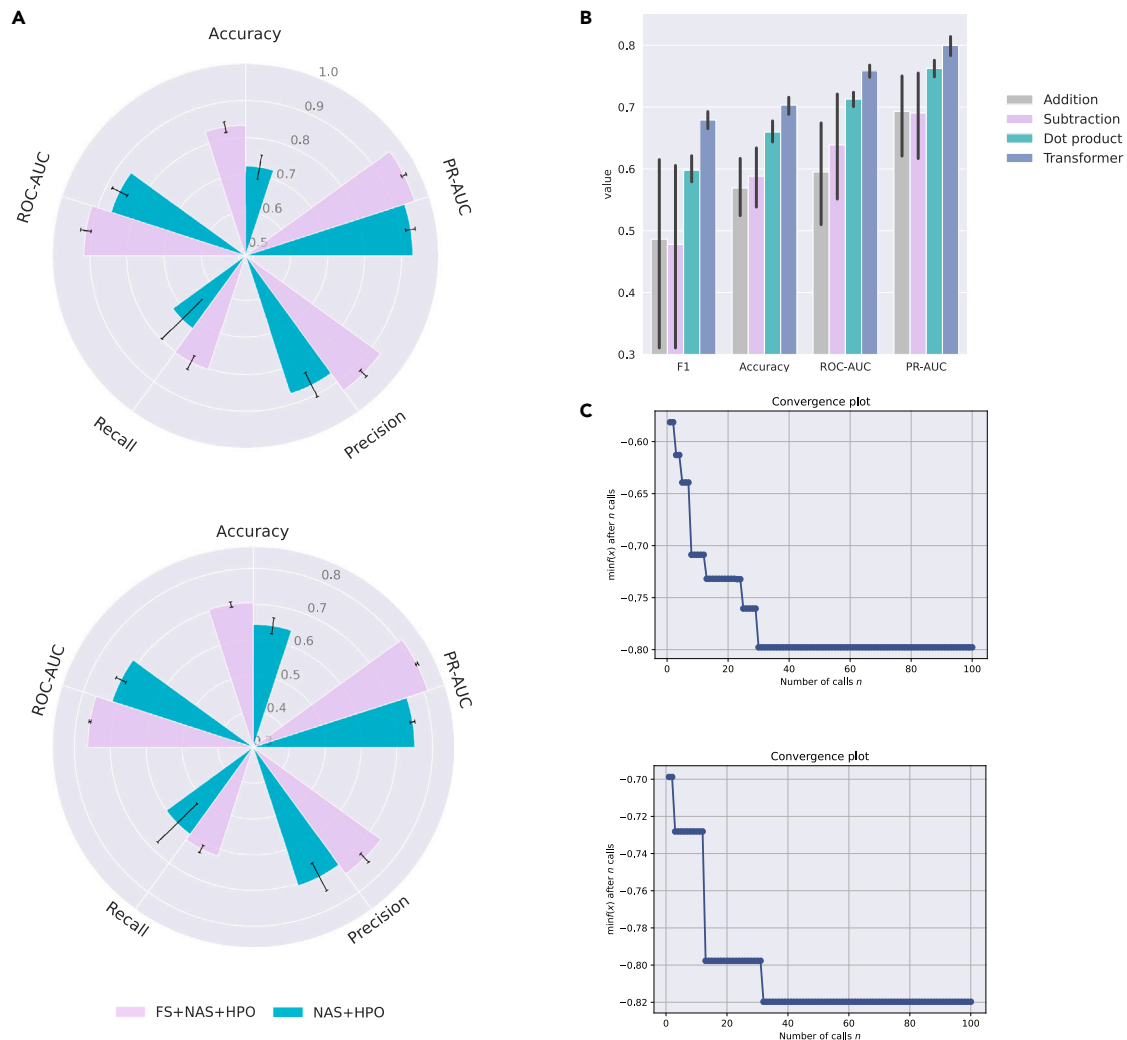 A
Accuracy
1.0
0.9
0.8
0.7
0.6
0.5
ROC-AUC
PR-AUC
Recall
Precision
Accuracy
0.8
0.7
0.6
0.5
0.4
ROC-AUC
PR-AUC
Recall
Precision
FS+NAS+HPO
NAS+HPO
B
0.8
0.7
0.6
0.5
0.4
0.3
value
F1
Accuracy
ROC-AUC
PR-AUC
Addition
Subtraction
Dot product
Transformer
C
Convergence plot
−0.60
−0.65
−0.70
−0.75
−0.80
min f(x) after n calls
0
20
40
60
80
100
Number of calls n
Convergence plot
−0.70
−0.72
−0.74
−0.76
−0.78
−0.80
−0.82
min f(x) after n calls
0
20
40
60
80
100
Number of calls n